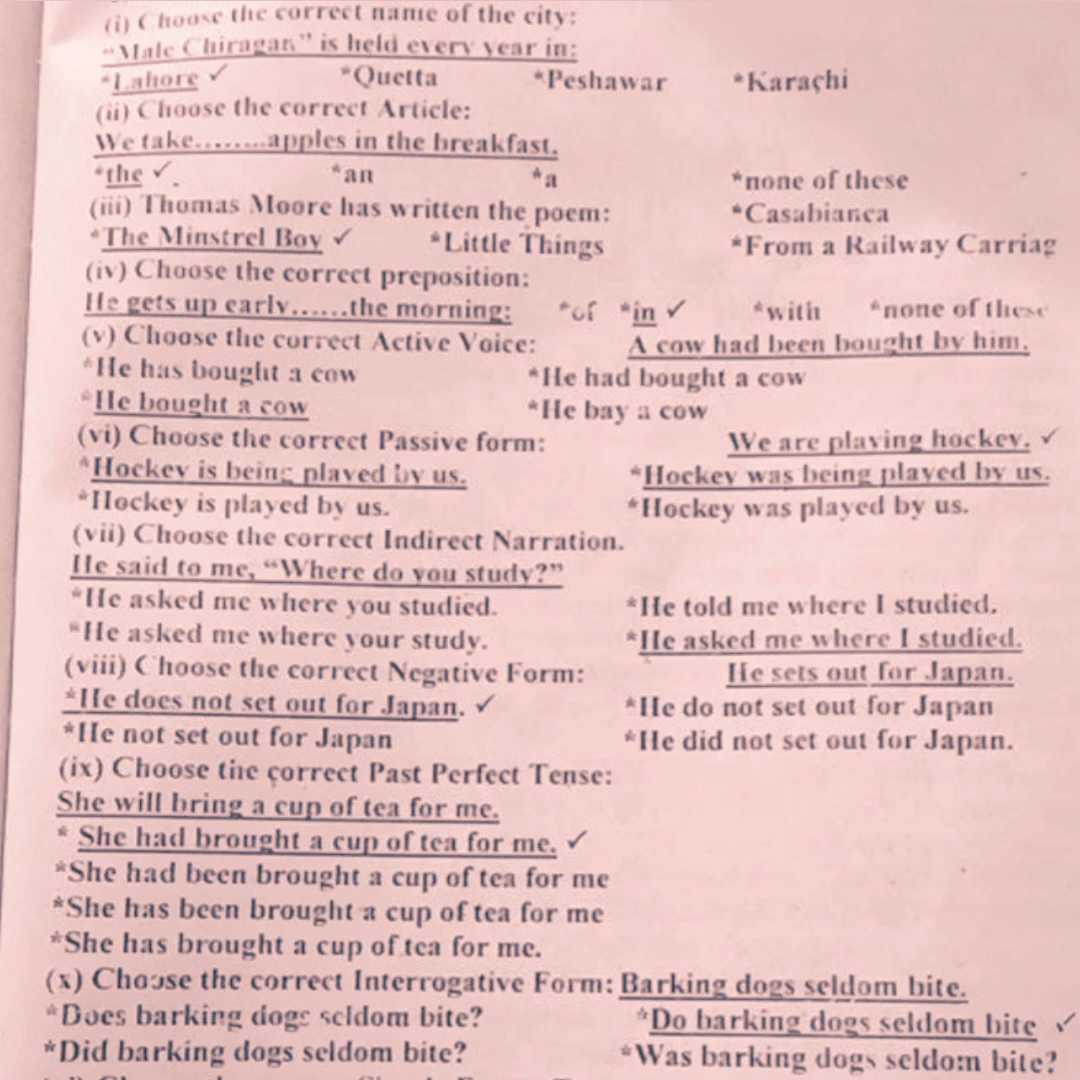 (i) Choose the correct name of the city:
"Male Chiragan" is held every year in:
*Lahore ✓ *Quetta *Peshawar *Karachi
(ii) Choose the correct Article:
We take........apples in the breakfast.
*the ✓. *an *a *none of these
(iii) Thomas Moore has written the poem: *Casabianca
*The Minstrel Boy ✓ *Little Things *From a Railway Carriag
(iv) Choose the correct preposition:
He gets up early......the morning: *of *in ✓ *with *none of these
(v) Choose the correct Active Voice: A cow had been bought by him.
*He has bought a cow *He had bought a cow
*He bought a cow *He bay a cow
(vi) Choose the correct Passive form: We are playing hockey. ✓
*Hockey is being played by us. *Hockey was being played by us.
*Hockey is played by us. *Hockey was played by us.
(vii) Choose the correct Indirect Narration.
He said to me, "Where do you study?"
*He asked me where you studied. *He told me where I studied.
*He asked me where your study. *He asked me where I studied.
(viii) Choose the correct Negative Form: He sets out for Japan.
*He does not set out for Japan. ✓ *He do not set out for Japan
*He not set out for Japan *He did not set out for Japan.
(ix) Choose the correct Past Perfect Tense:
She will bring a cup of tea for me.
* She had brought a cup of tea for me. ✓
*She had been brought a cup of tea for me
*She has been brought a cup of tea for me
*She has brought a cup of tea for me.
(x) Choose the correct Interrogative Form: Barking dogs seldom bite.
*Does barking dogs seldom bite? *Do barking dogs seldom bite ✓
*Did barking dogs seldom bite? *Was barking dogs seldom bite?